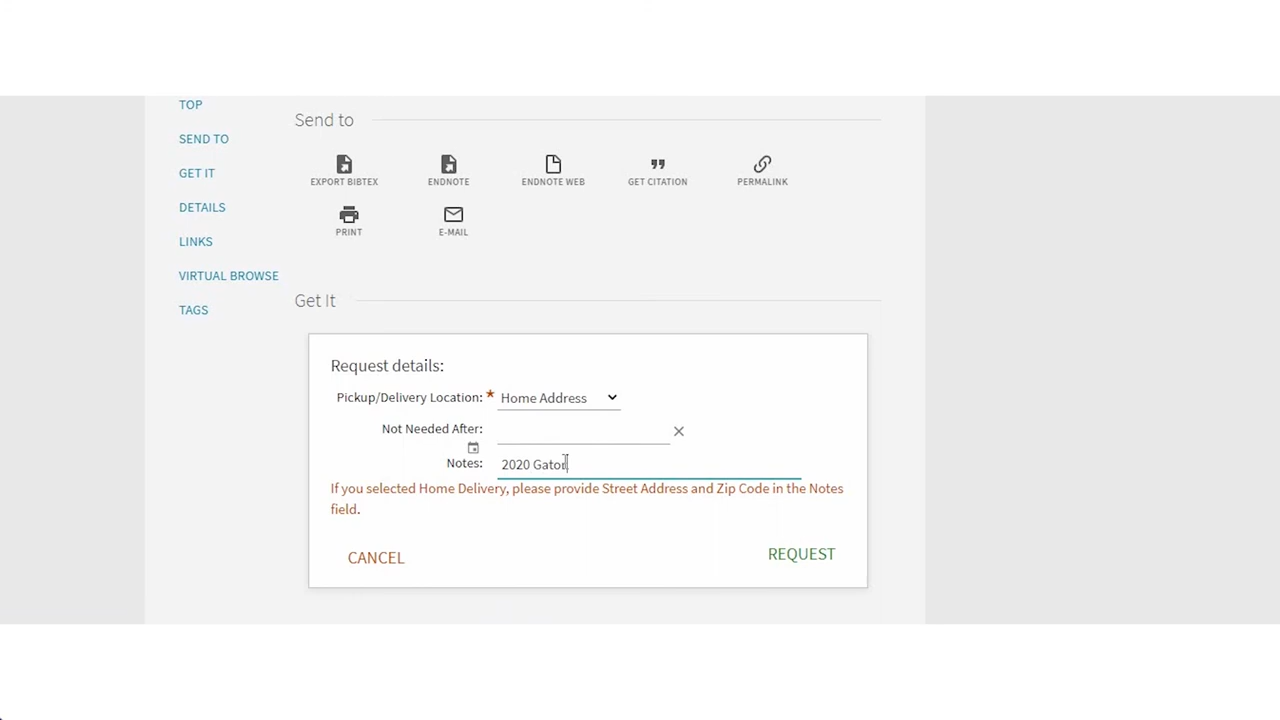 TOP
SEND TO
GET IT
DETAILS
LINKS
VIRTUAL BROWSE
TAGS
Send to
EXPORT BIBTEX
ENDNOTE
ENDNOTE WEB
GET CITATION
PERMALINK
PRINT
E-MAIL
Get It
Request details:
Pickup/Delivery Location: * Home Address
Not Needed After:
Notes: 2020 Gator
If you selected Home Delivery, please provide Street Address and Zip Code in the Notes
field.
CANCEL
REQUEST